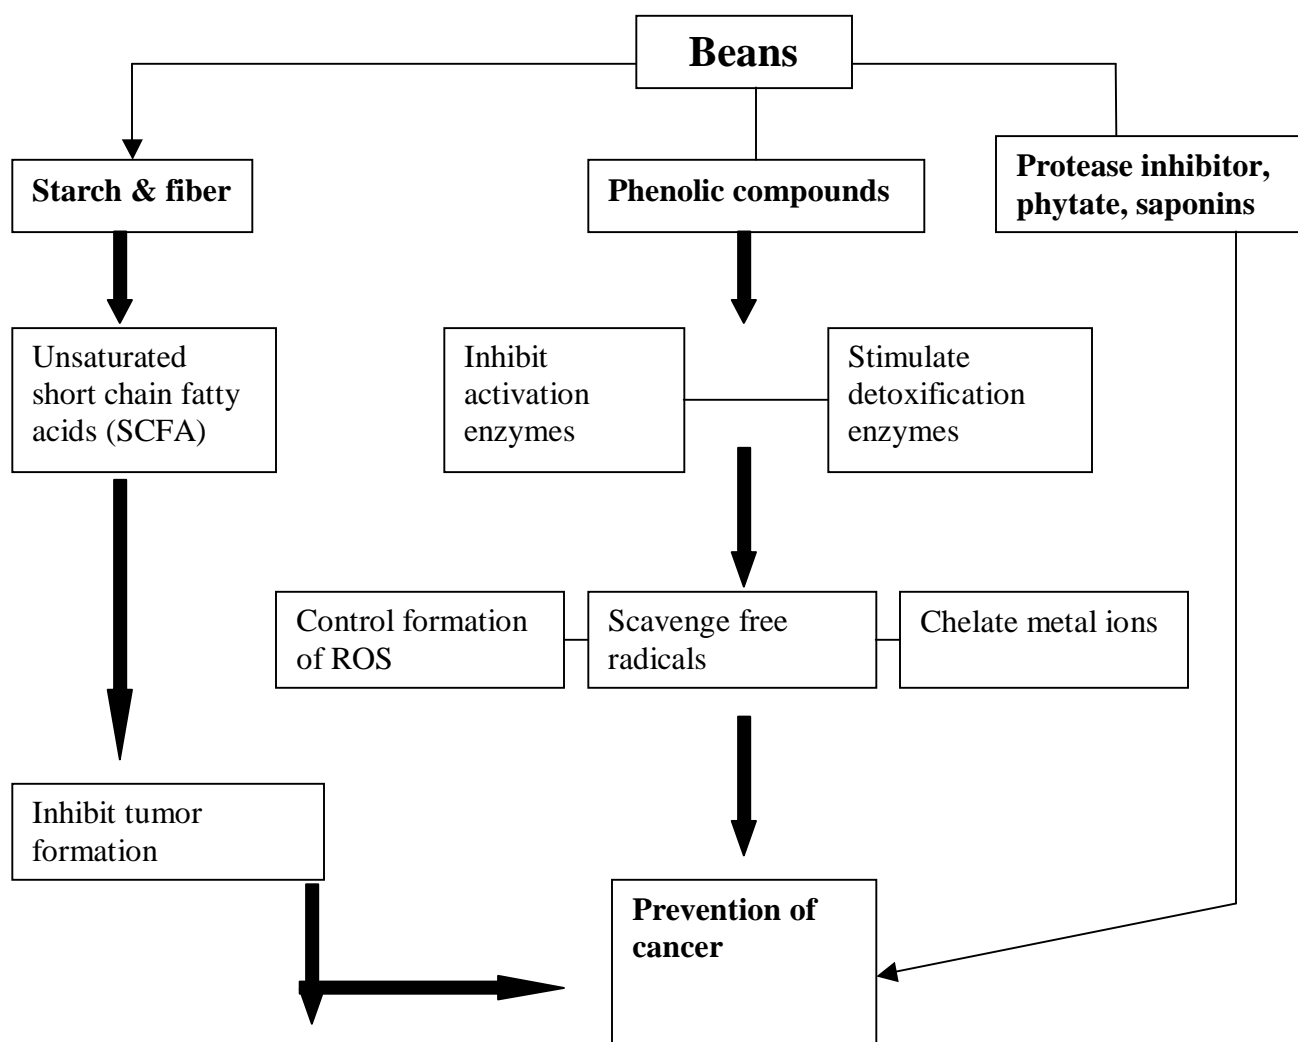 Beans
Starch & fiber
Phenolic compounds
Protease inhibitor,
phytate, saponins
Unsaturated
short chain fatty
acids (SCFA)
Inhibit
activation
enzymes
Stimulate
detoxification
enzymes
Control formation
of ROS
Scavenge free
radicals
Chelate metal ions
Inhibit tumor
formation
Prevention of
cancer